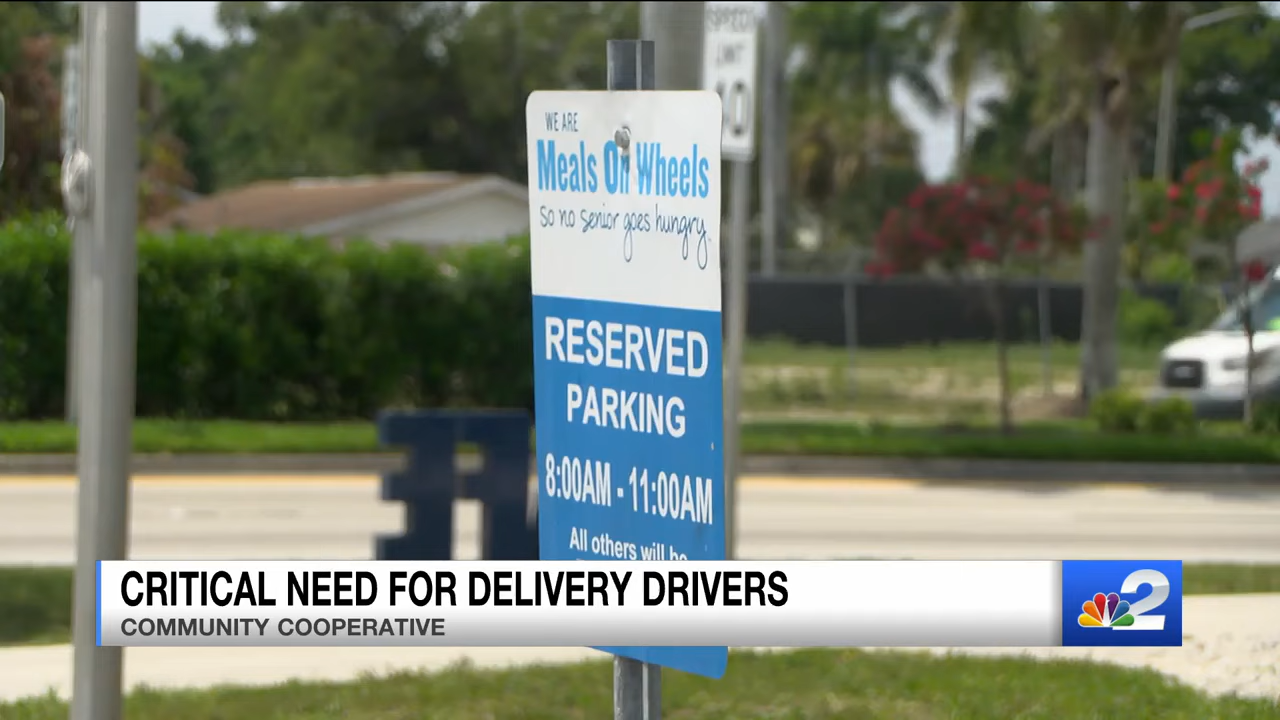 SPEED
LIMIT
40
WE ARE
Meals On Wheels
So no senior goes hungry
RESERVED
PARKING
8:00AM - 11:00AM
All others will be
CRITICAL NEED FOR DELIVERY DRIVERS
COMMUNITY COOPERATIVE
2